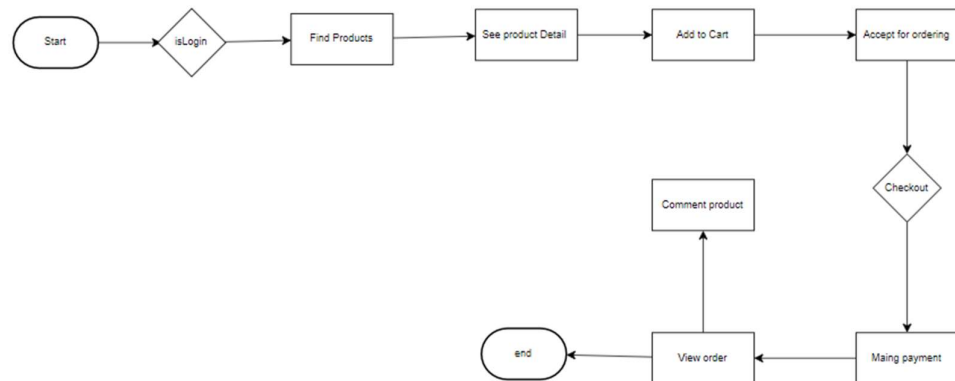 Start
isLogin
Find Products
See product Detail
Add to Cart
Accept for ordering
Checkout
Comment product
Maing payment
View order
end